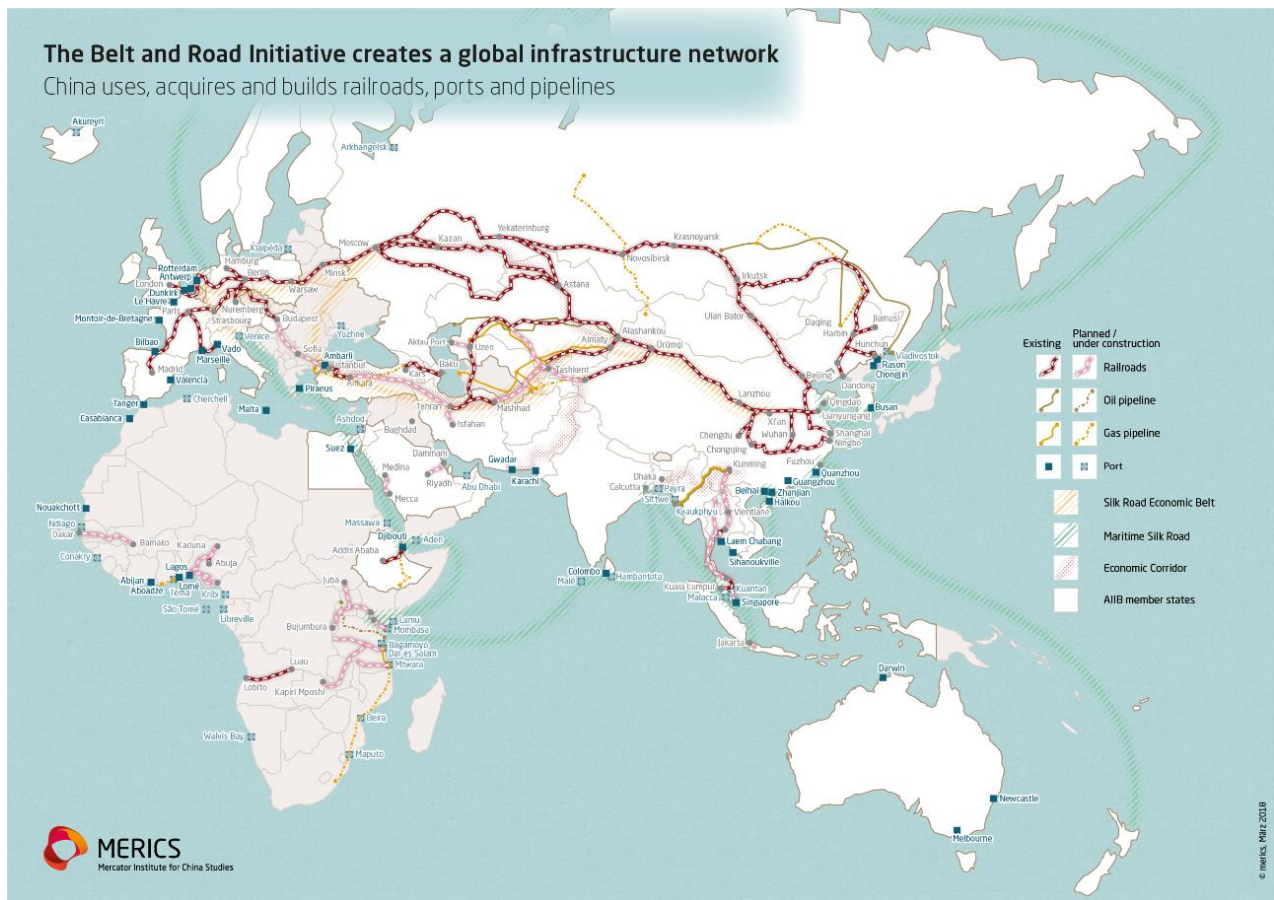 The Belt and Road Initiative creates a global infrastructure network
China uses, acquires and builds railroads, ports and pipelines
Akureyri
Arkhangelsk
Klaipėda
Moscow
Kazan
Yekaterinburg
Novosibirsk
Krasnoyarsk
Irkutsk
Ulan Bator
Astana
Rotterdam
Antwerp
London
Dunkirk
Le Havre
Hamburg
Berlin
Minsk
Warsaw
Paris
Nuremberg
Strasbourg
Budapest
Montoir-de-Bretagne
Bilbao
Madrid
Valencia
Marseille
Vado
Venice
Sofia
Yuzhne
Ambarli
Istanbul
Ankara
Kars
Baku
Aktau Port
Uzen
Almaty
Alashankou
Ürümqi
Tashkent
Mashhad
Tehran
Isfahan
Baghdad
Piraeus
Malta
Cherchell
Tanger
Casablanca
Ashdod
Suez
Dammam
Riyadh
Medina
Mecca
Abu Dhabi
Gwadar
Karachi
Daqing
Harbin
Jiamusi
Hunchun
Vladivostok
Rason
Chongjin
Beijing
Dandong
Qingdao
Lianyungang
Busan
Lanzhou
Xi'an
Wuhan
Chengdu
Chongqing
Shanghai
Ningbo
Fuzhou
Quanzhou
Guangzhou
Zhanjian
Beihai
Haikou
Kunming
Dhaka
Calcutta
Payra
Sittwe
Kyaukphyu
Vientiane
Laem Chabang
Sihanoukville
Kuala Lumpur
Kuantan
Malacca
Singapore
Jakarta
Colombo
Hambantota
Malé
Nouakchott
Ndiago
Dakar
Bamako
Conakry
Kaduna
Abuja
Lagos
Abijan
Aboadze
Tema
Lomé
Kribi
São Tomé
Libreville
Massawa
Djibouti
Aden
Addis Ababa
Juba
Bujumbura
Lamu
Mombasa
Bagamoyo
Dar es Salam
Mtwara
Luau
Lobito
Kapiri Mposhi
Walvis Bay
Beira
Maputo
Darwin
Newcastle
Melbourne
Existing
Planned /
under construction
Railroads
Oil pipeline
Gas pipeline
Port
Silk Road Economic Belt
Maritime Silk Road
Economic Corridor
AIIB member states
MERICS
Mercator Institute for China Studies
© merics, März 2018